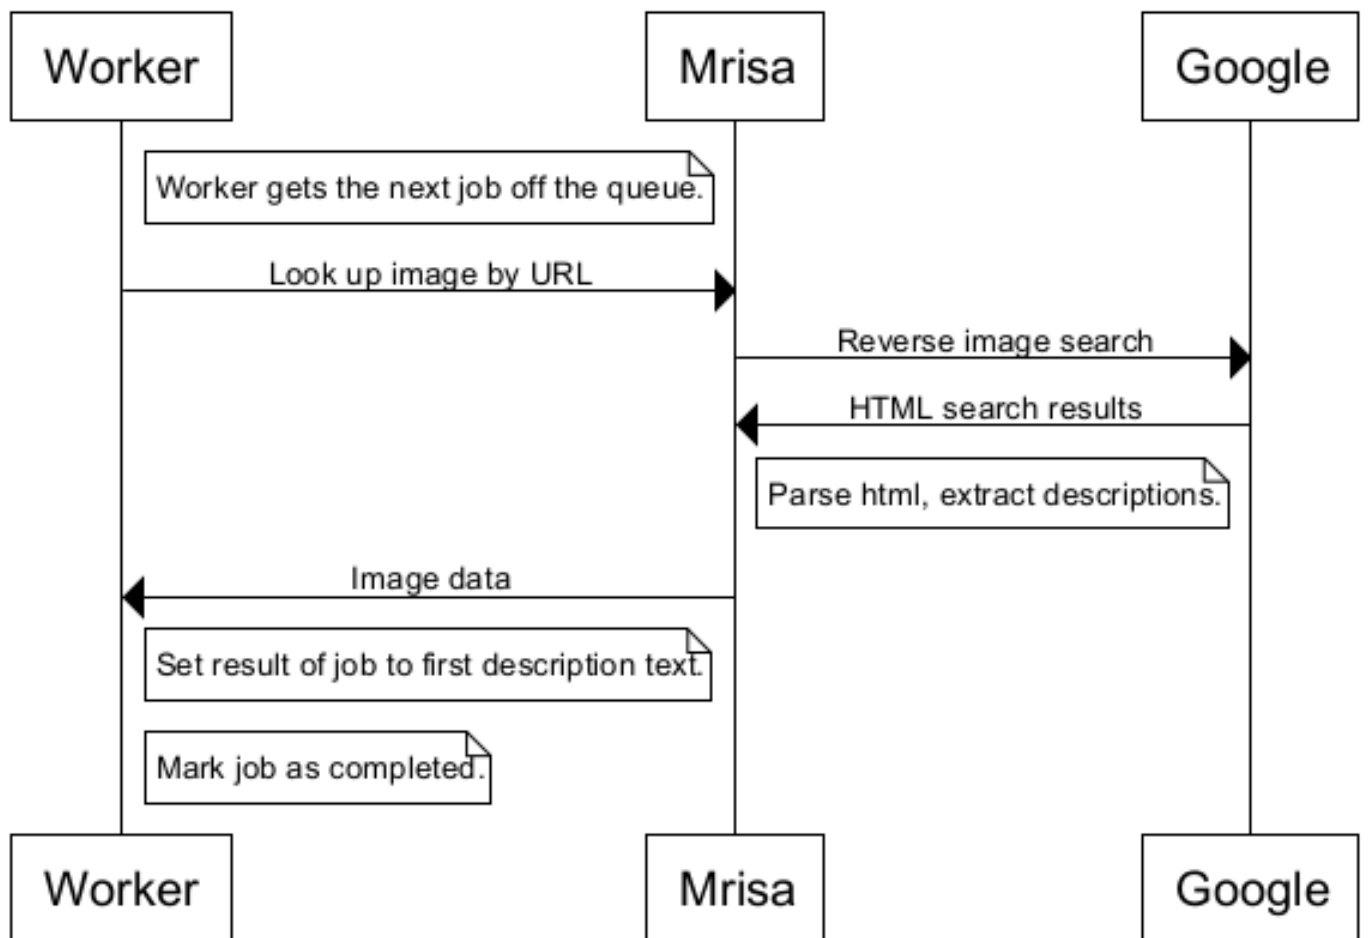 Worker
Mrisa
Google
Worker gets the next job off the queue.
Look up image by URL
Reverse image search
HTML search results
Parse html, extract descriptions.
Image data
Set result of job to first description text.
Mark job as completed.
Worker
Mrisa
Google